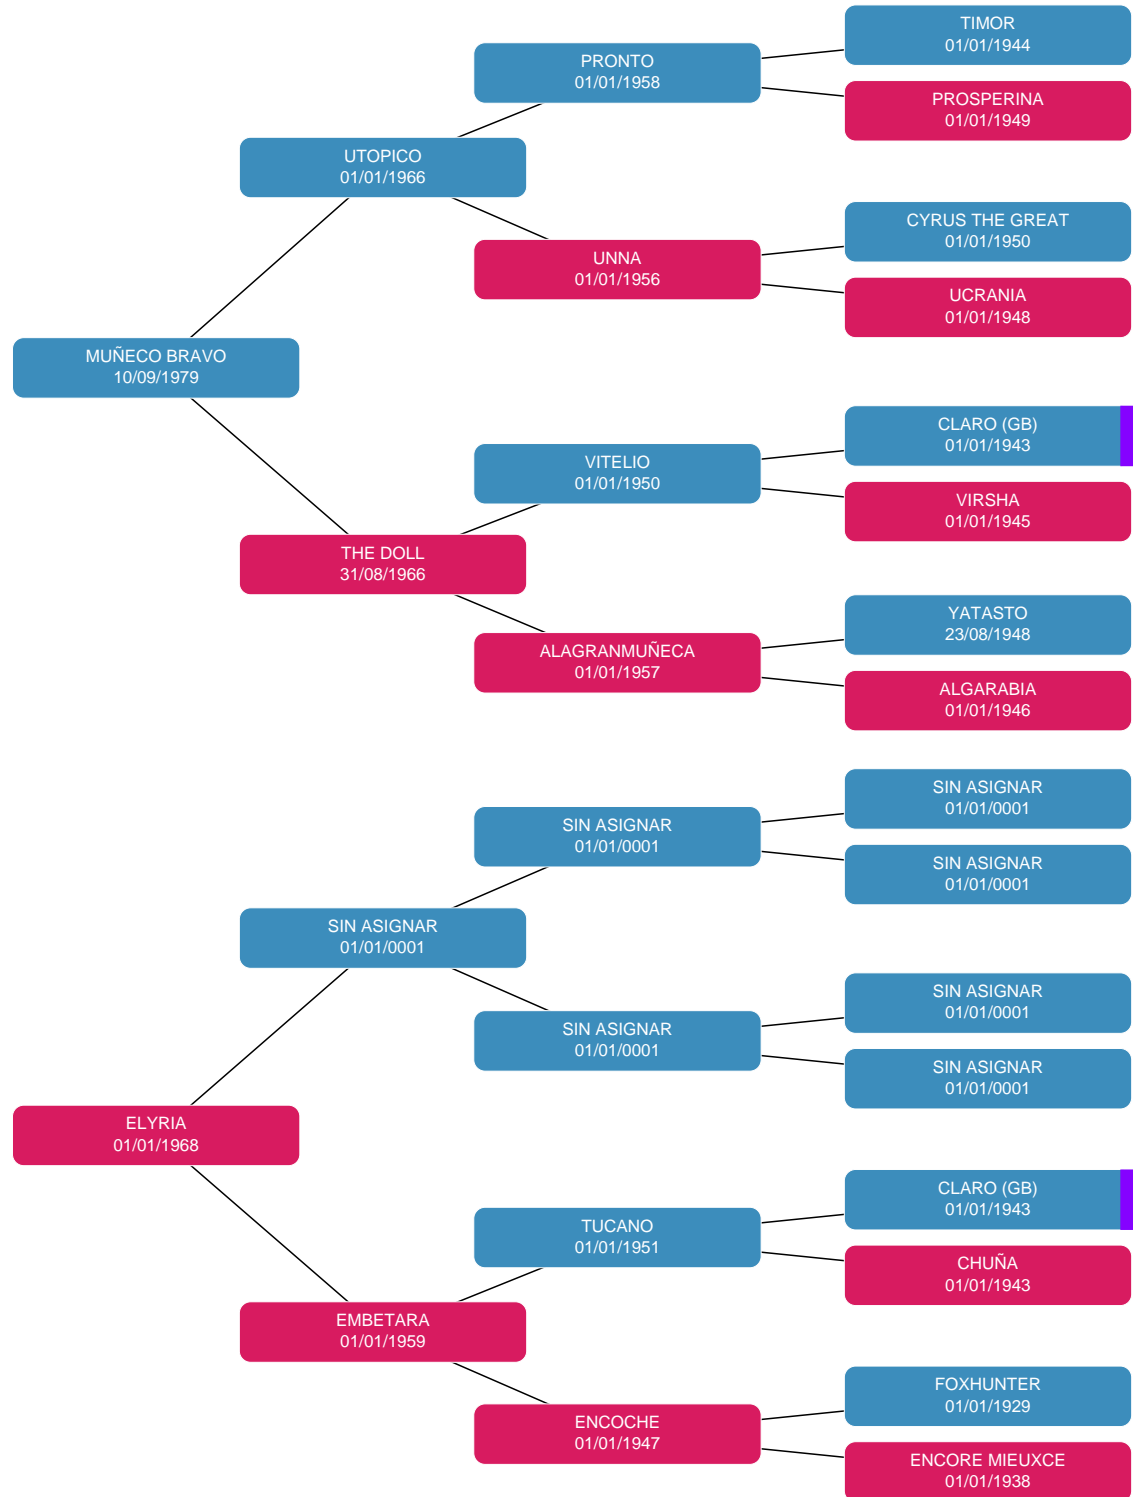 TIMOR
01/01/1944
PRONTO
01/01/1958
PROSPERINA
01/01/1949
UTOPICO
01/01/1966
CYRUS THE GREAT
01/01/1950
UNNA
01/01/1956
UCRANIA
01/01/1948
MUÑECO BRAVO
10/09/1979
CLARO (GB)
01/01/1943
VITELIO
01/01/1950
VIRSHA
01/01/1945
THE DOLL
31/08/1966
YATASTO
23/08/1948
ALAGRANMUÑECA
01/01/1957
ALGARABIA
01/01/1946
SIN ASIGNAR
01/01/0001
SIN ASIGNAR
01/01/0001
SIN ASIGNAR
01/01/0001
SIN ASIGNAR
01/01/0001
SIN ASIGNAR
01/01/0001
SIN ASIGNAR
01/01/0001
SIN ASIGNAR
01/01/0001
ELYRIA
01/01/1968
CLARO (GB)
01/01/1943
TUCANO
01/01/1951
CHUÑA
01/01/1943
EMBETARA
01/01/1959
FOXHUNTER
01/01/1929
ENCOCHE
01/01/1947
ENCORE MIEUXCE
01/01/1938